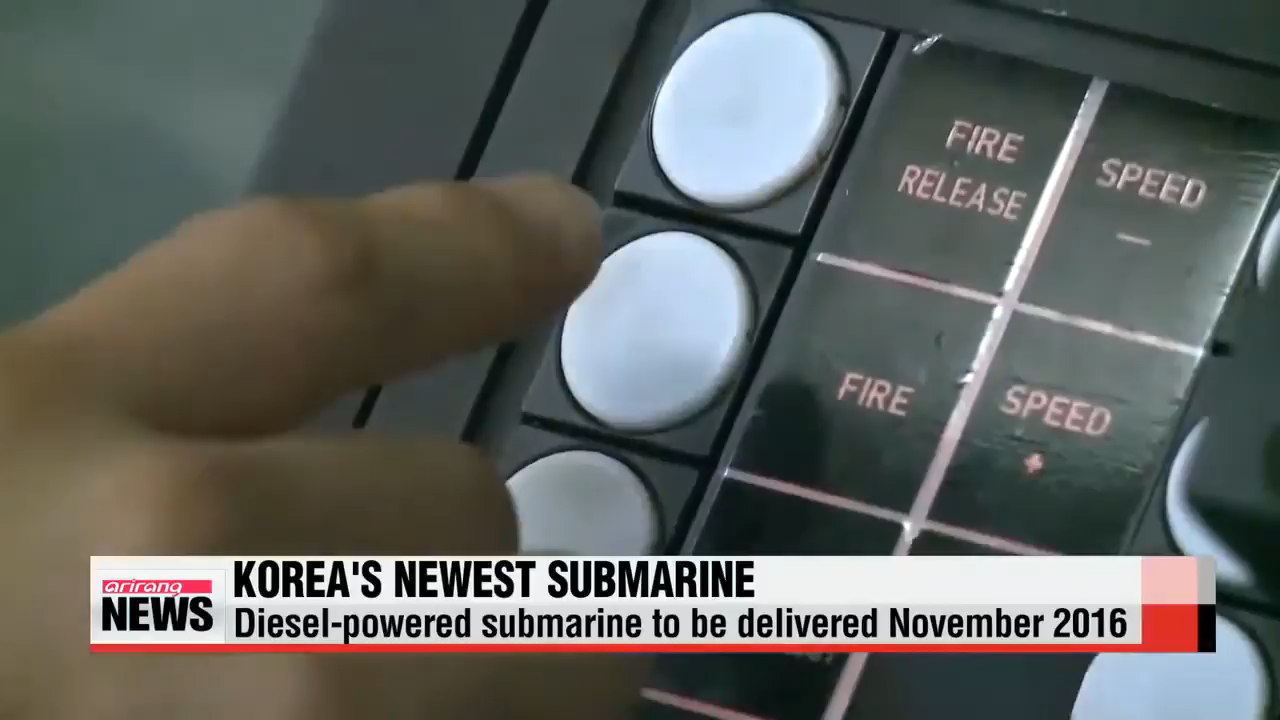 FIRE
RELEASE
SPEED
–
FIRE
SPEED
+
arirang
NEWS
KOREA'S NEWEST SUBMARINE
Diesel-powered submarine to be delivered November 2016